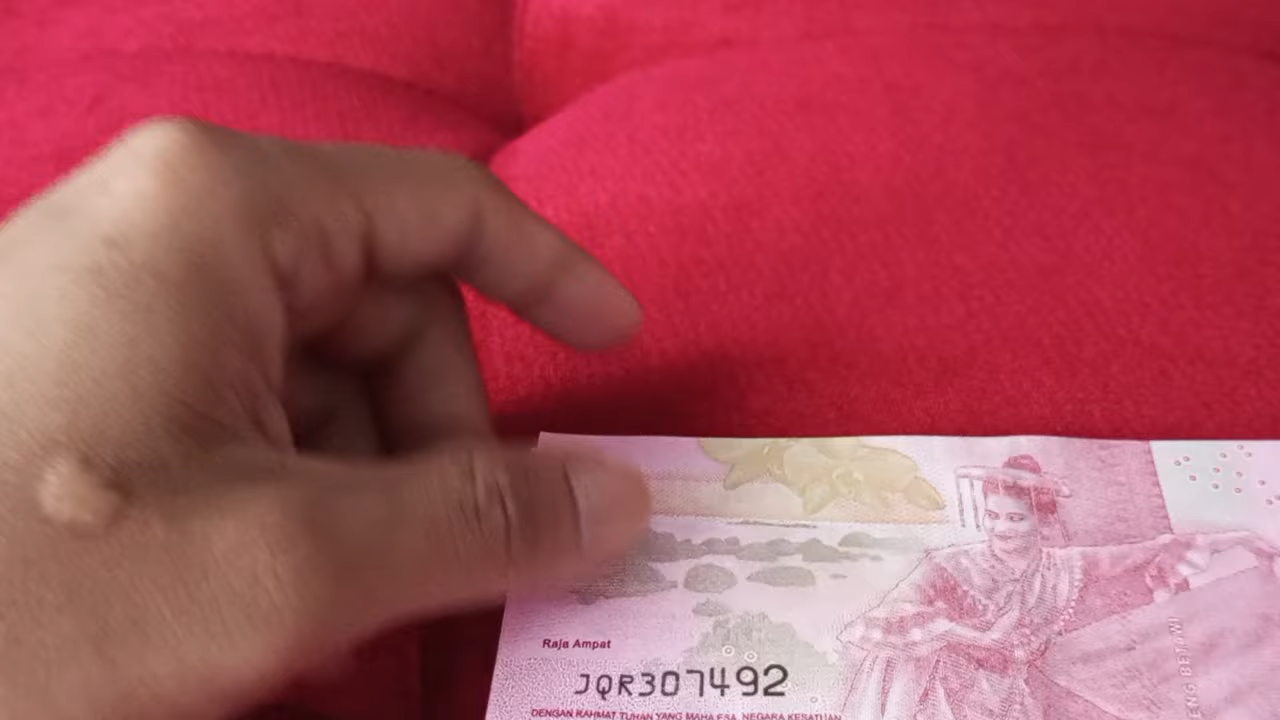 Raja Ampat
JQR307492
DENGAN RAHMAT TUHAN YANG MAHA ESA, NEGARA KESATUAN